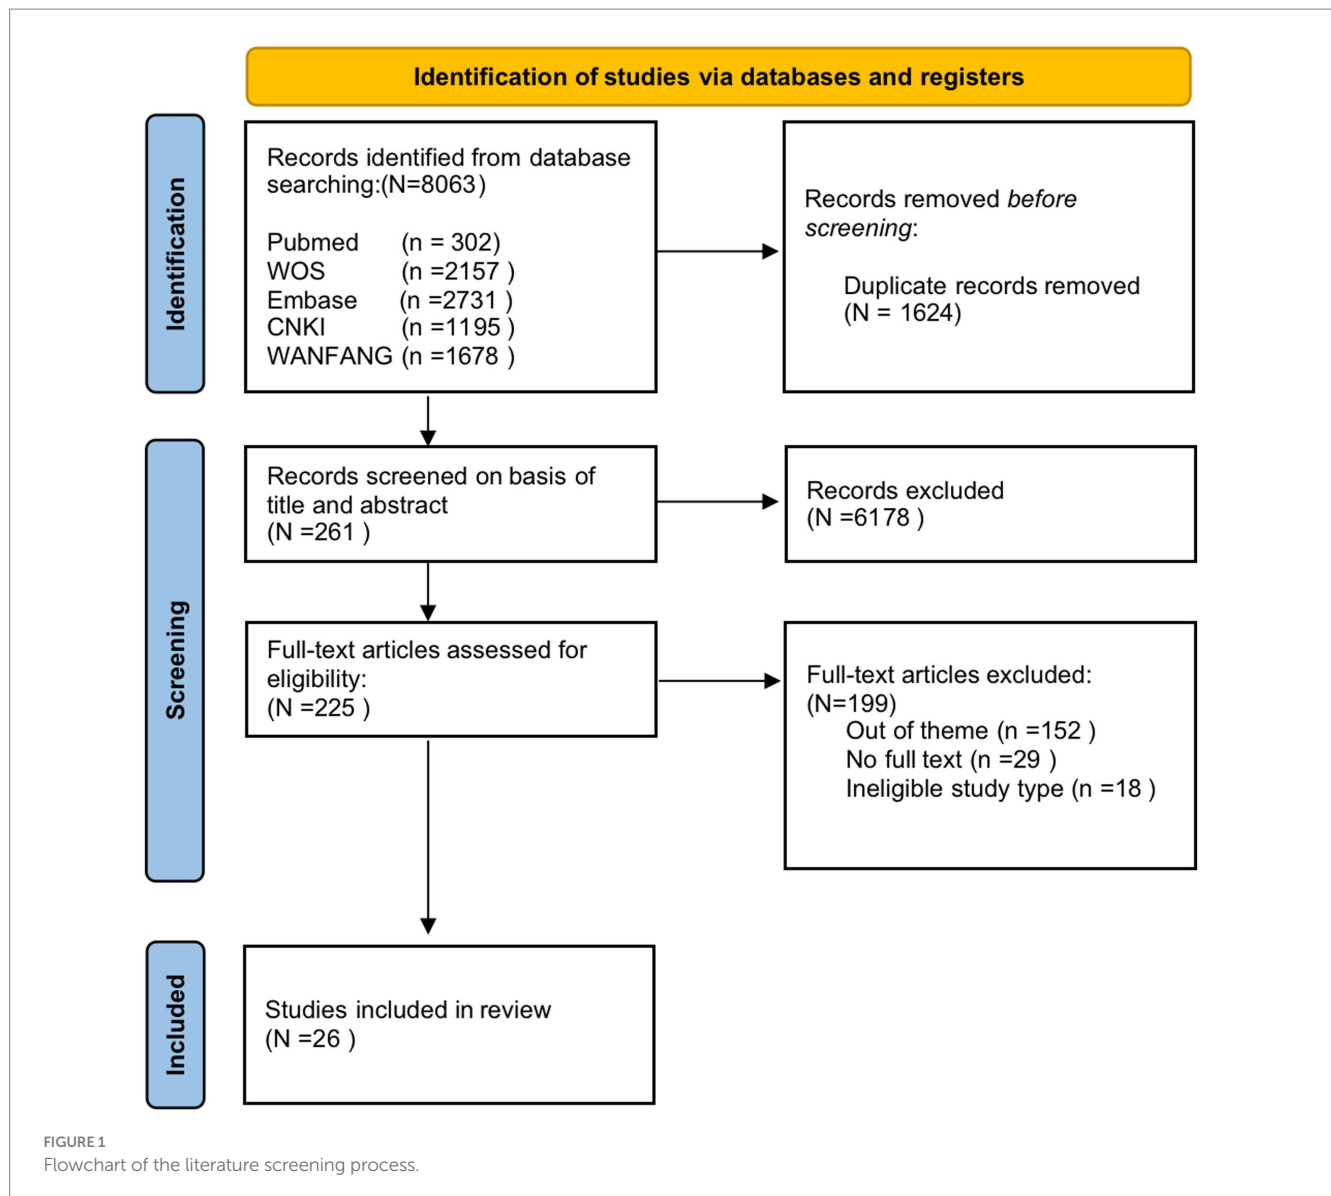 Identification of studies via databases and registers
Identification
Records identified from database
searching:(N=8063)
Pubmed (n = 302)
WOS (n =2157 )
Embase (n =2731 )
CNKI (n =1195 )
WANFANG (n =1678 )
Records removed before
screening:
Duplicate records removed
(N = 1624)
Screening
Records screened on basis of
title and abstract
(N =261 )
Records excluded
(N =6178 )
Full-text articles assessed for
eligibility:
(N =225 )
Full-text articles excluded:
(N=199)
Out of theme (n =152 )
No full text (n =29 )
Ineligible study type (n =18 )
Included
Studies included in review
(N =26 )
FIGURE 1
Flowchart of the literature screening process.